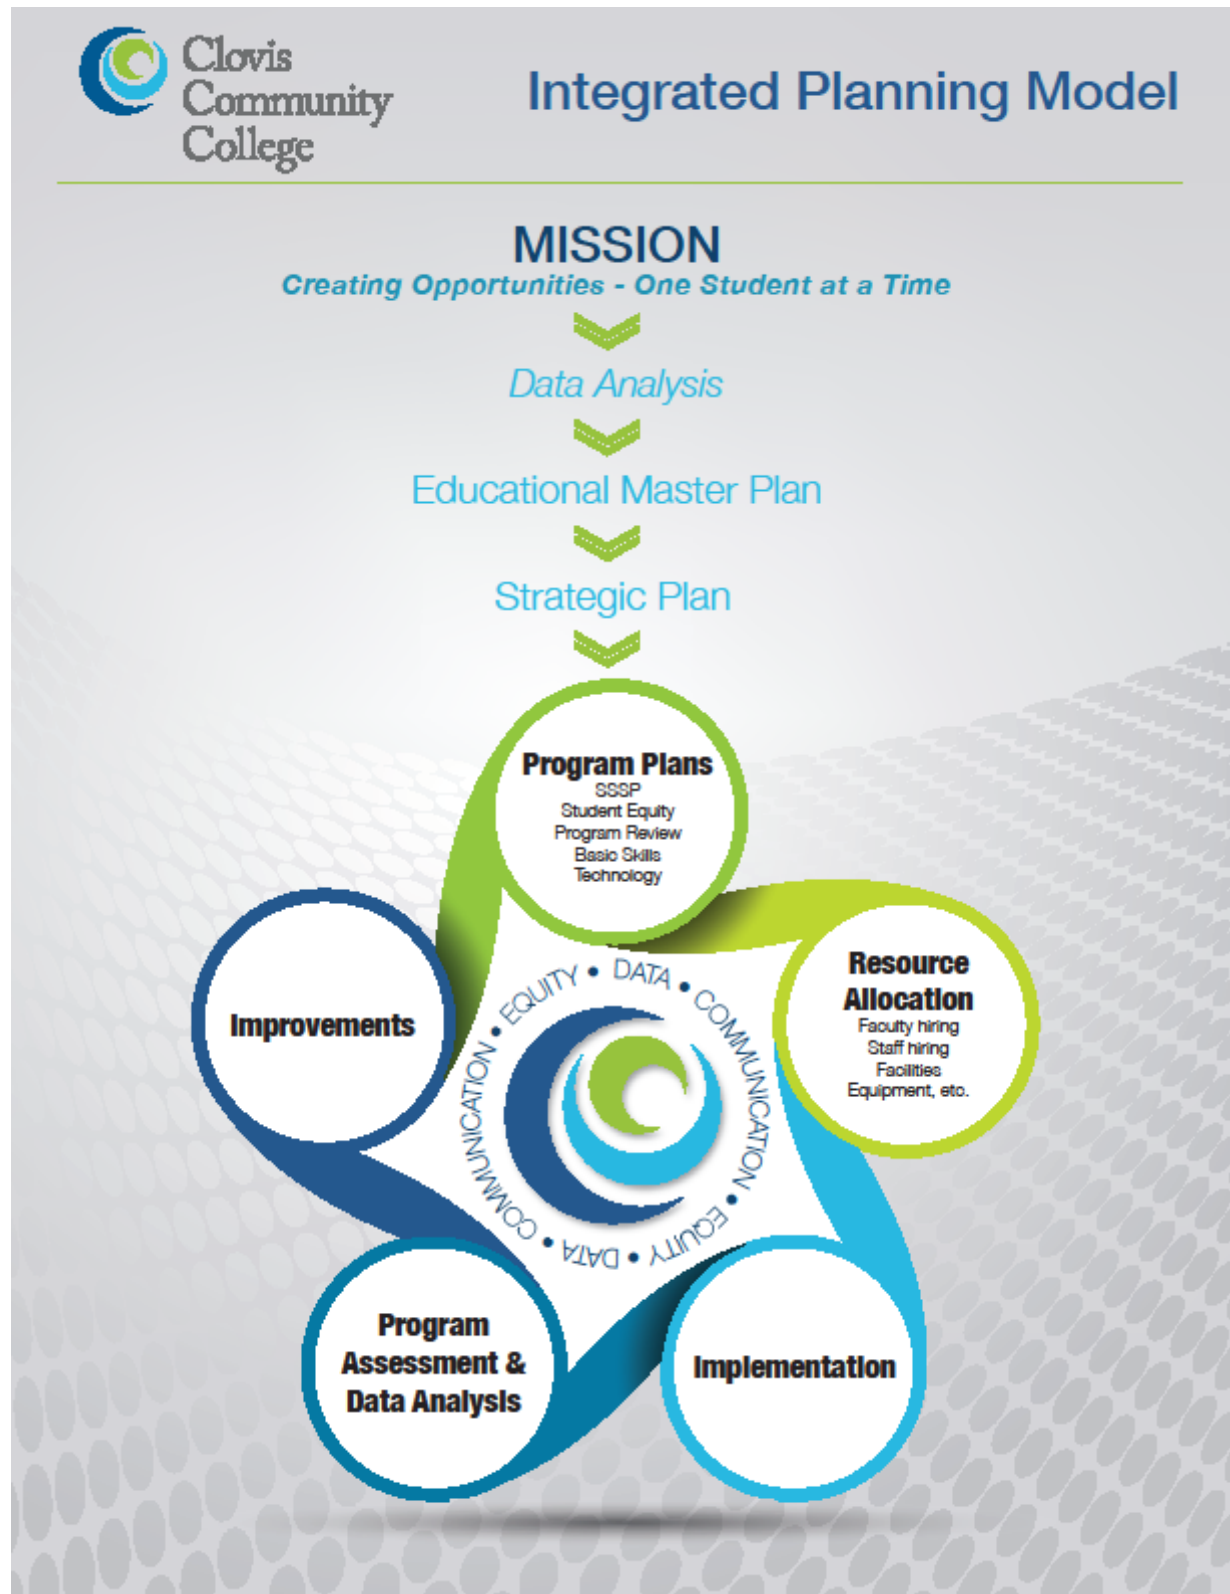 Clovis
Community
College
Integrated Planning Model
MISSION
Creating Opportunities - One Student at a Time
Data Analysis
Educational Master Plan
Strategic Plan
Program Plans
SSSP
Student Equity
Program Review
Basic Skills
Technology
Resource
Allocation
Faculty hiring
Staff hiring
Facilities
Equipment, etc.
Improvements
EQUITY • DATA • COMMUNICATION • EQUITY • DATA • COMMUNICATION •
Program
Assessment &
Data Analysis
Implementation